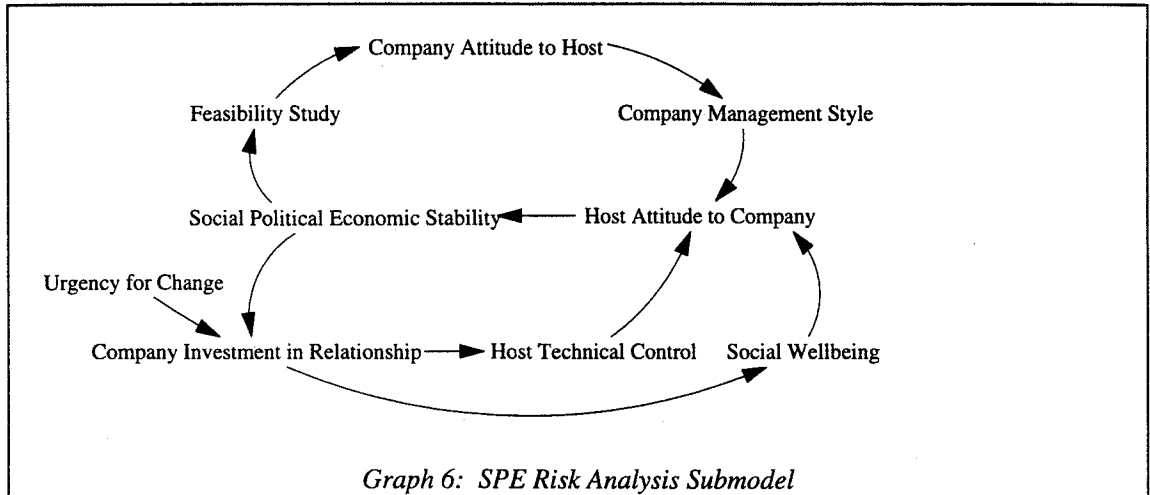 Company Attitude to Host
Feasibility Study
Company Management Style
Social Political Economic Stability
Host Attitude to Company
Urgency for Change
Company Investment in Relationship
Host Technical Control
Social Wellbeing
Graph 6: SPE Risk Analysis Submodel